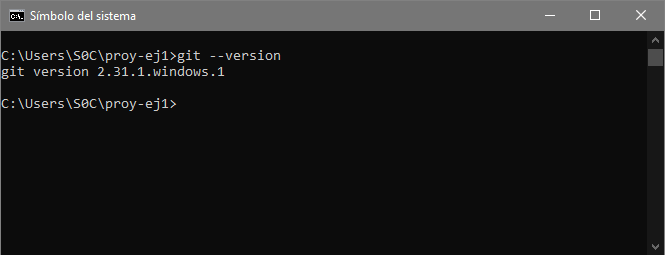 Símbolo del sistema
C:\Users\S0C\proy-ej1>git --version
git version 2.31.1.windows.1
C:\Users\S0C\proy-ej1>